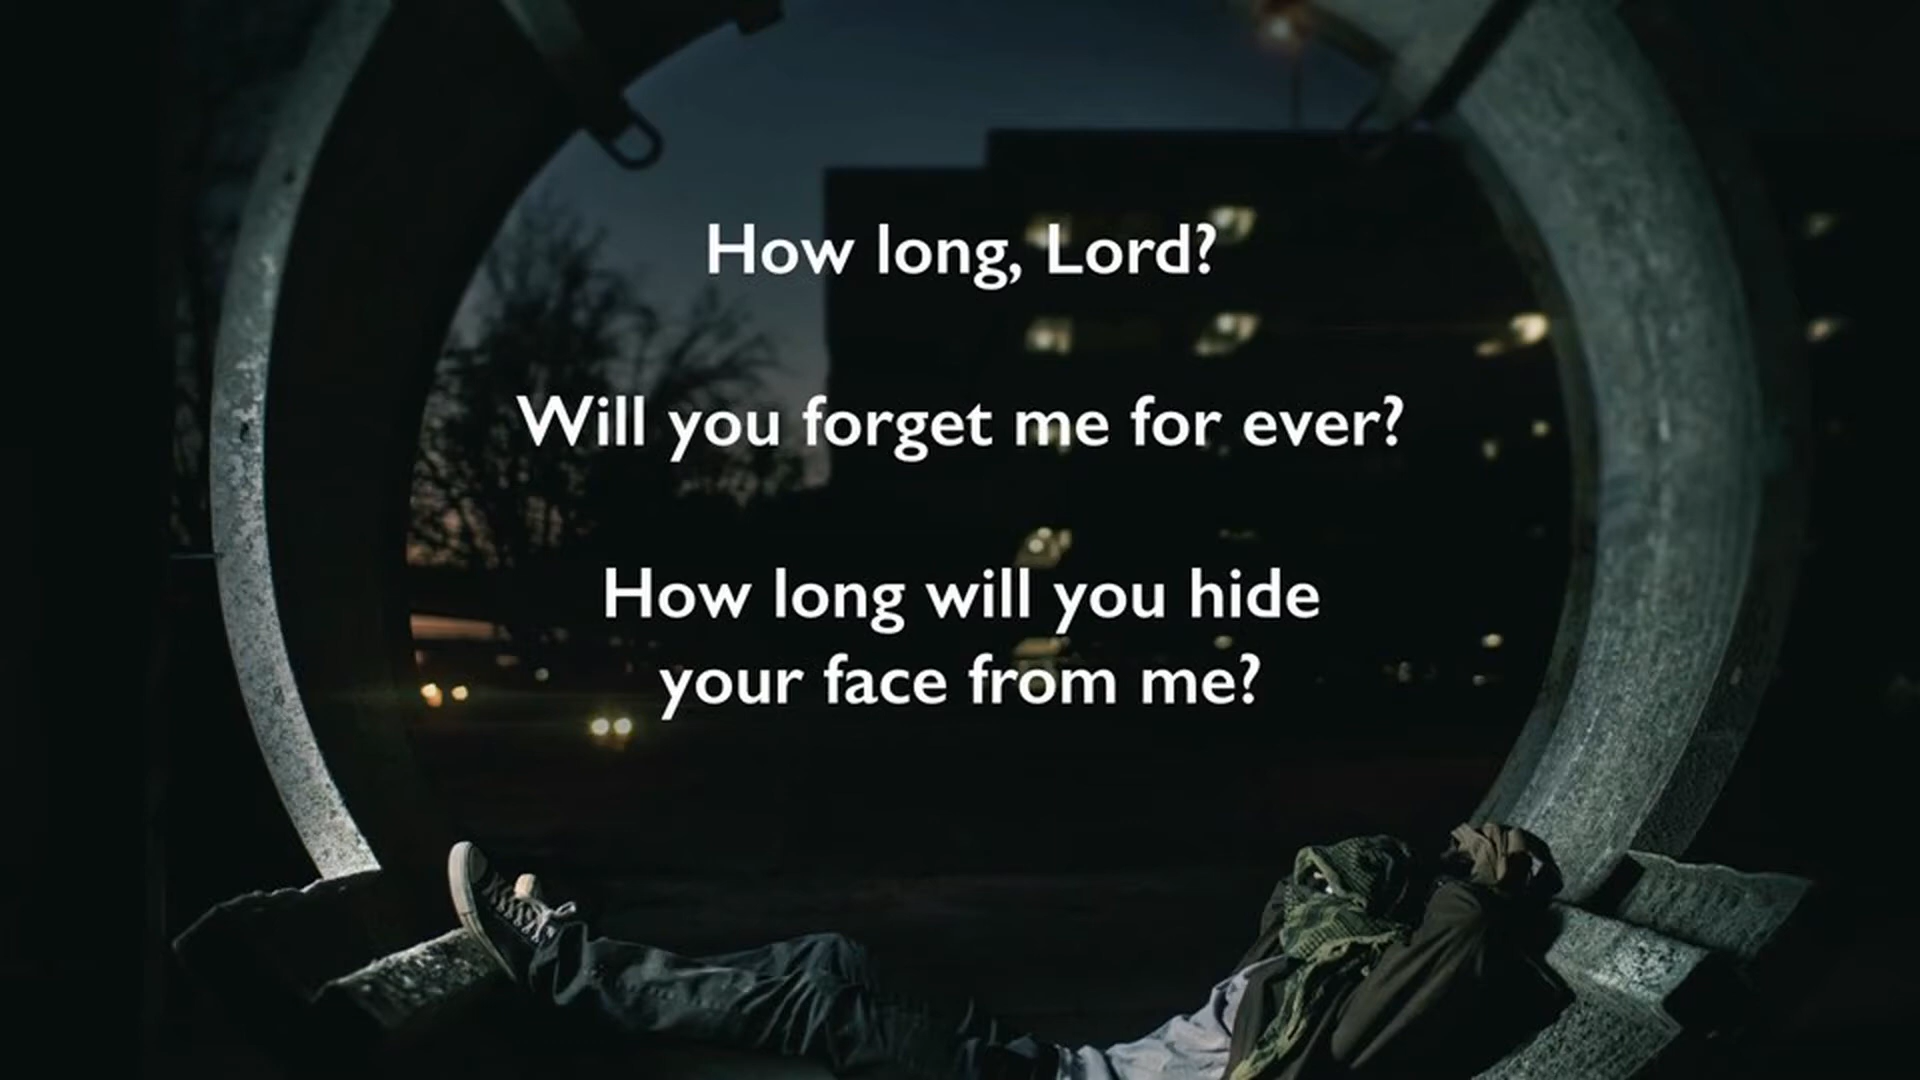 How long, Lord?
Will you forget me for ever?
How long will you hide
your face from me?